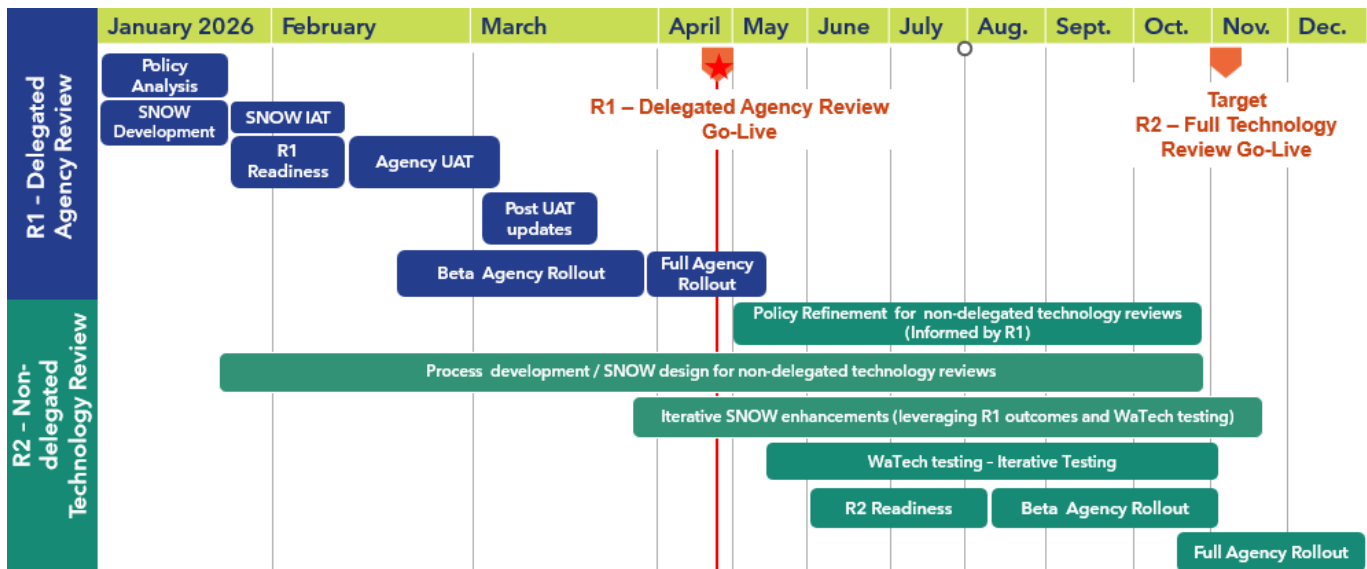 January 2026
February
March
April
May
June
July
Aug.
Sept.
Oct.
Nov.
Dec.
R1 – Delegated
Agency Review
Policy
Analysis
SNOW
Development
SNOW IAT
R1
Readiness
Agency UAT
Post UAT
updates
Beta Agency Rollout
Full Agency
Rollout
R1 – Delegated Agency Review
Go-Live
Target
R2 – Full Technology
Review Go-Live
R2 – Non-
delegated
Technology Review
Policy Refinement for non-delegated technology reviews
(Informed by R1)
Process development / SNOW design for non-delegated technology reviews
Iterative SNOW enhancements (leveraging R1 outcomes and WaTech testing)
WaTech testing – Iterative Testing
R2 Readiness
Beta Agency Rollout
Full Agency Rollout